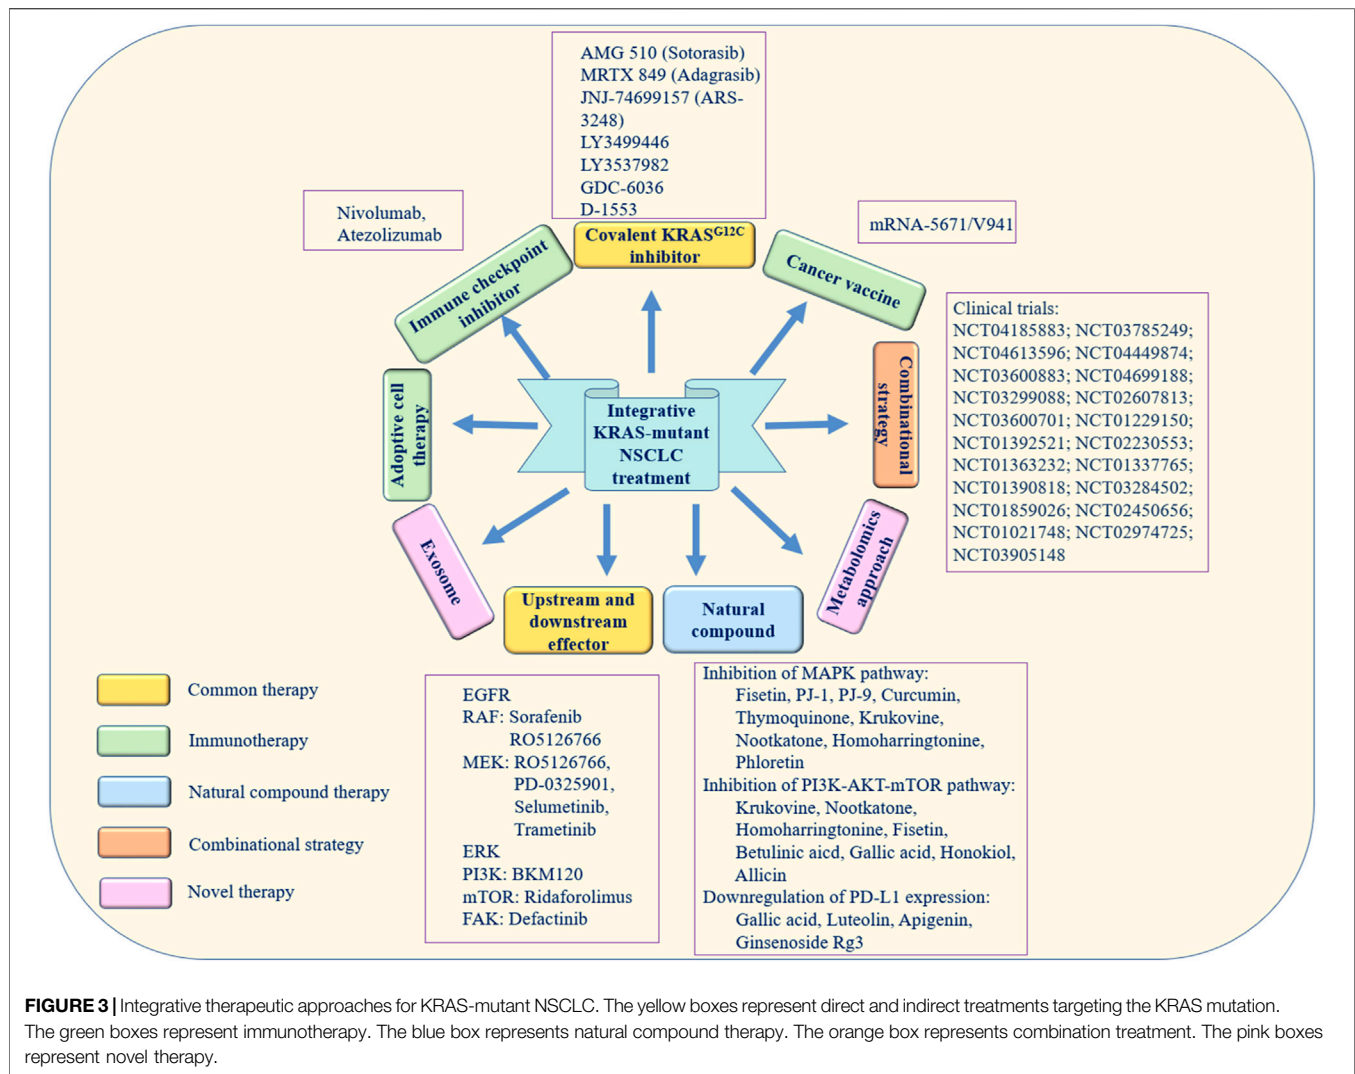 AMG 510 (Sotorasib)
MRTX 849 (Adagrasib)
JNJ-74699157 (ARS-
3248)
LY3499446
LY3537982
GDC-6036
D-1553
Nivolumab,
Atezolizumab
mRNA-5671/V941
Covalent KRASG12C
inhibitor
Immune checkpoint
inhibitor
Cancer vaccine
Clinical trials:
NCT04185883; NCT03785249;
NCT04613596; NCT04449874;
NCT03600883; NCT04699188;
NCT03299088; NCT02607813;
NCT03600701; NCT01229150;
NCT01392521; NCT02230553;
NCT01363232; NCT01337765;
NCT01390818; NCT03284502;
NCT01859026; NCT02450656;
NCT01021748; NCT02974725;
NCT03905148
Combinational
strategy
Adoptive cell
therapy
Integrative
KRAS-mutant
NSCLC
treatment
Exosome
Metabolomics
approach
Upstream and
downstream
effector
Natural
compound
Common therapy
Immunotherapy
Natural compound therapy
Combinational strategy
Novel therapy
EGFR
RAF: Sorafenib
RO5126766
MEK: RO5126766,
PD-0325901,
Selumetinib,
Trametinib
ERK
PI3K: BKM120
mTOR: Ridaforolimus
FAK: Defactinib
Inhibition of MAPK pathway:
Fisetin, PJ-1, PJ-9, Curcumin,
Thymoquinone, Krukovine,
Nootkatone, Homoharringtonine,
Phloretin
Inhibition of PI3K-AKT-mTOR pathway:
Krukovine, Nootkatone,
Homoharringtonine, Fisetin,
Betulinic aicd, Gallic acid, Honokiol,
Allicin
Downregulation of PD-L1 expression:
Gallic acid, Luteolin, Apigenin,
Ginsenoside Rg3
FIGURE 3 | Integrative therapeutic approaches for KRAS-mutant NSCLC. The yellow boxes represent direct and indirect treatments targeting the KRAS mutation.
The green boxes represent immunotherapy. The blue box represents natural compound therapy. The orange box represents combination treatment. The pink boxes
represent novel therapy.